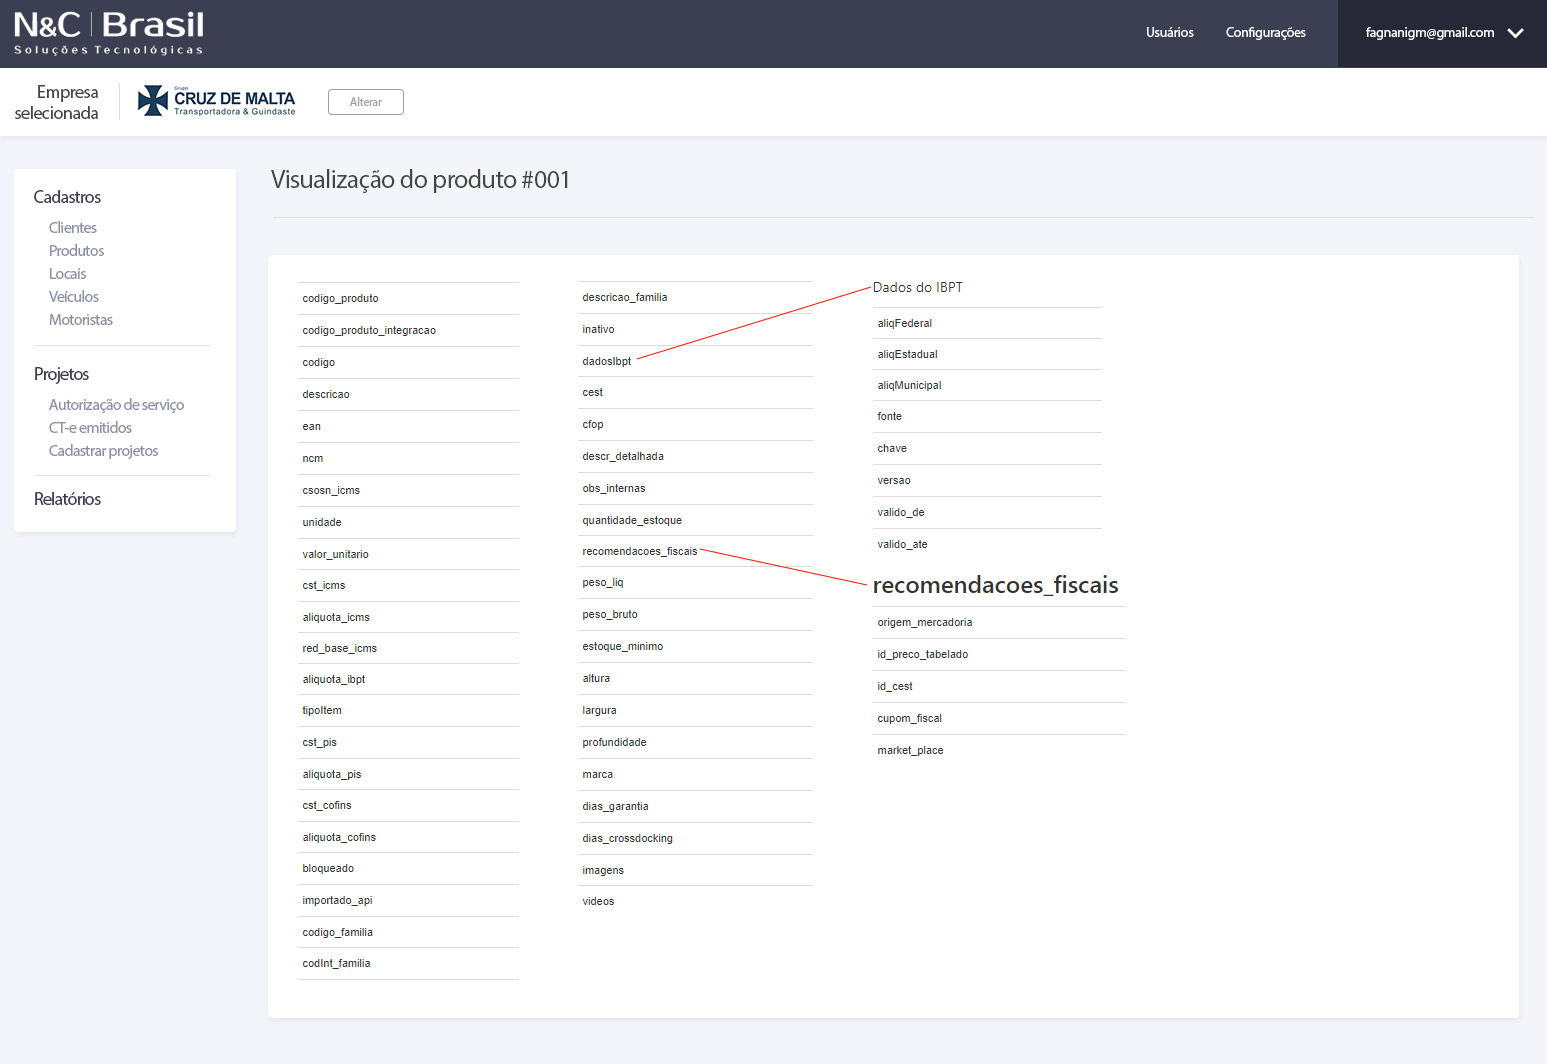 N&C | Brasil
Soluções Tecnológicas
Usuários
Configurações
fagnanigm@gmail.com
Empresa
selecionada
Grupo
CRUZ DE MALTA
Transportadora & Guindaste
Alterar
Cadastros
Clientes
Produtos
Locais
Veículos
Motoristas
Projetos
Autorização de serviço
CT-e emitidos
Cadastrar projetos
Relatórios
Visualização do produto #001
codigo_produto
codigo_produto_integracao
codigo
descricao
ean
ncm
csosn_icms
unidade
valor_unitario
cst_icms
aliquota_icms
red_base_icms
aliquota_ibpt
tipoItem
cst_pis
aliquota_pis
cst_cofins
aliquota_cofins
bloqueado
importado_api
codigo_familia
codInt_familia
descricao_familia
inativo
dadosIbpt
cest
cfop
descr_detalhada
obs_internas
quantidade_estoque
recomendacoes_fiscais
peso_liq
peso_bruto
estoque_minimo
altura
largura
profundidade
marca
dias_garantia
dias_crossdocking
imagens
videos
Dados do IBPT
aliqFederal
aliqEstadual
aliqMunicipal
fonte
chave
versao
valido_de
valido_ate
recomendacoes_fiscais
origem_mercadoria
id_preco_tabelado
id_cest
cupom_fiscal
market_place